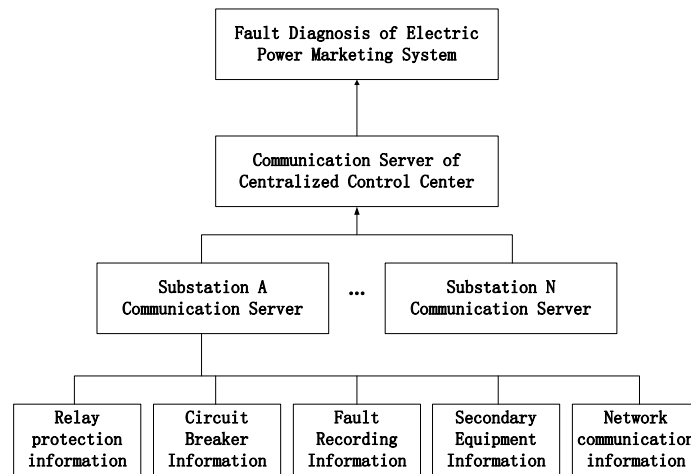 Fault Diagnosis of Electric
Power Marketing System
Communication Server of
Centralized Control Center
Substation A
Communication Server
...
Substation N
Communication Server
Relay
protection
information
Circuit
Breaker
Information
Fault
Recording
Information
Secondary
Equipment
Information
Network
communication
information